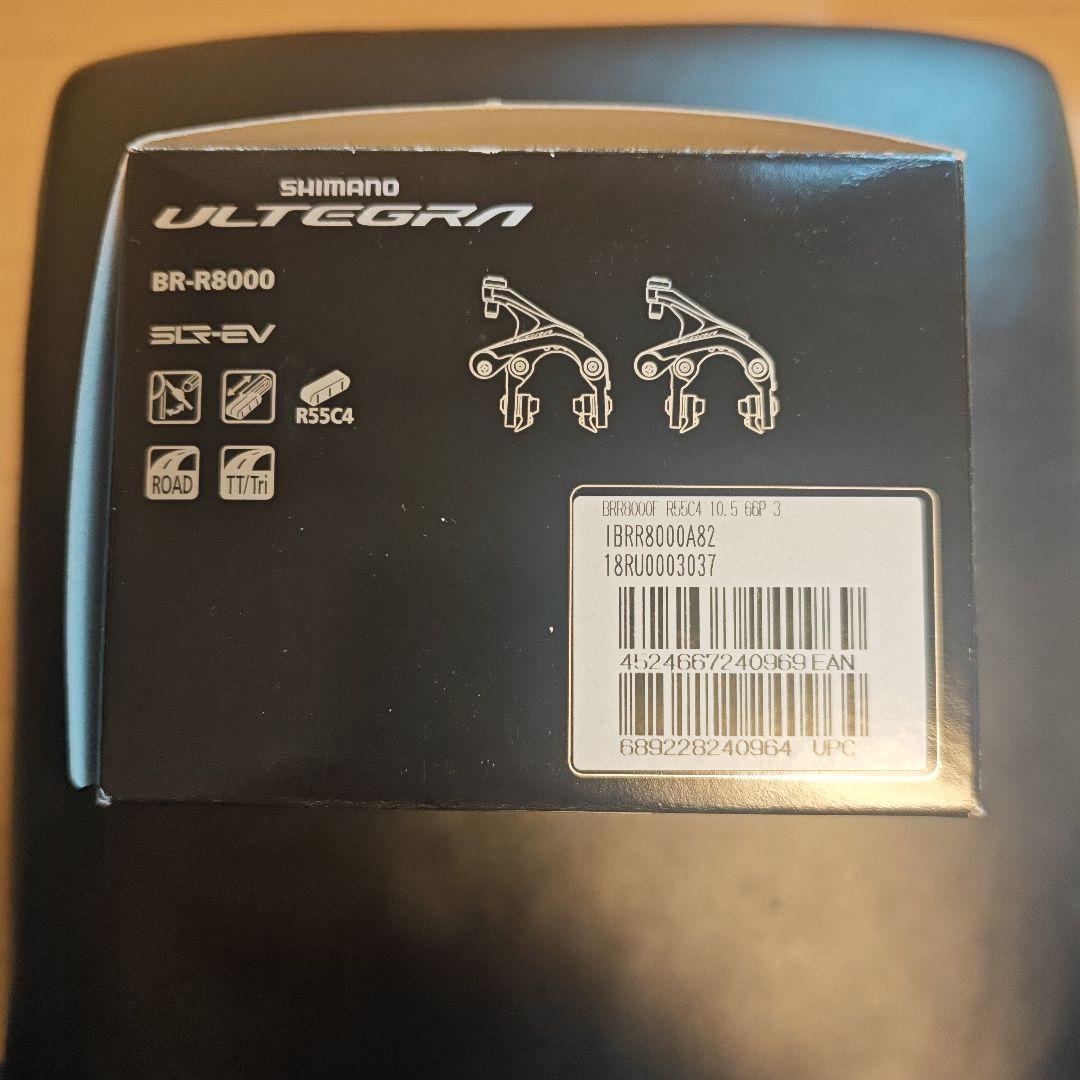 SHIMANO
ULTEGRA
BR-R8000
SLR-EV
R55C4
ROAD
TT/Tri
BRR8000F R55C4 10.5 66P 3
IBRR8000A82
18RU0003037
4524667240969 EAN
689228240964 UPC